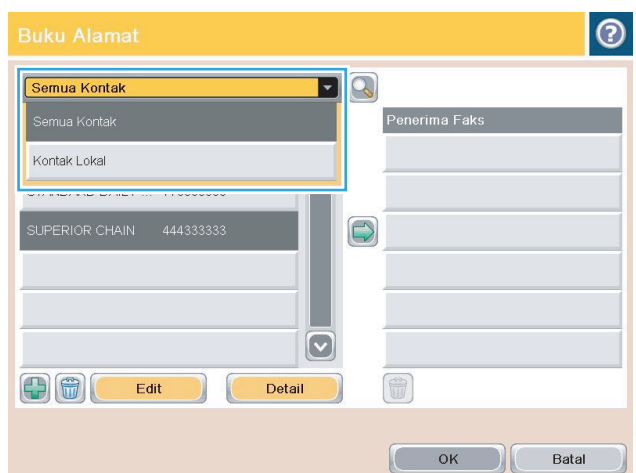 Buku Alamat
Semua Kontak
Semua Kontak
Kontak Lokal
Penerima Faks
SUPERIOR CHAIN 444333333
Edit
Detail
OK
Batal